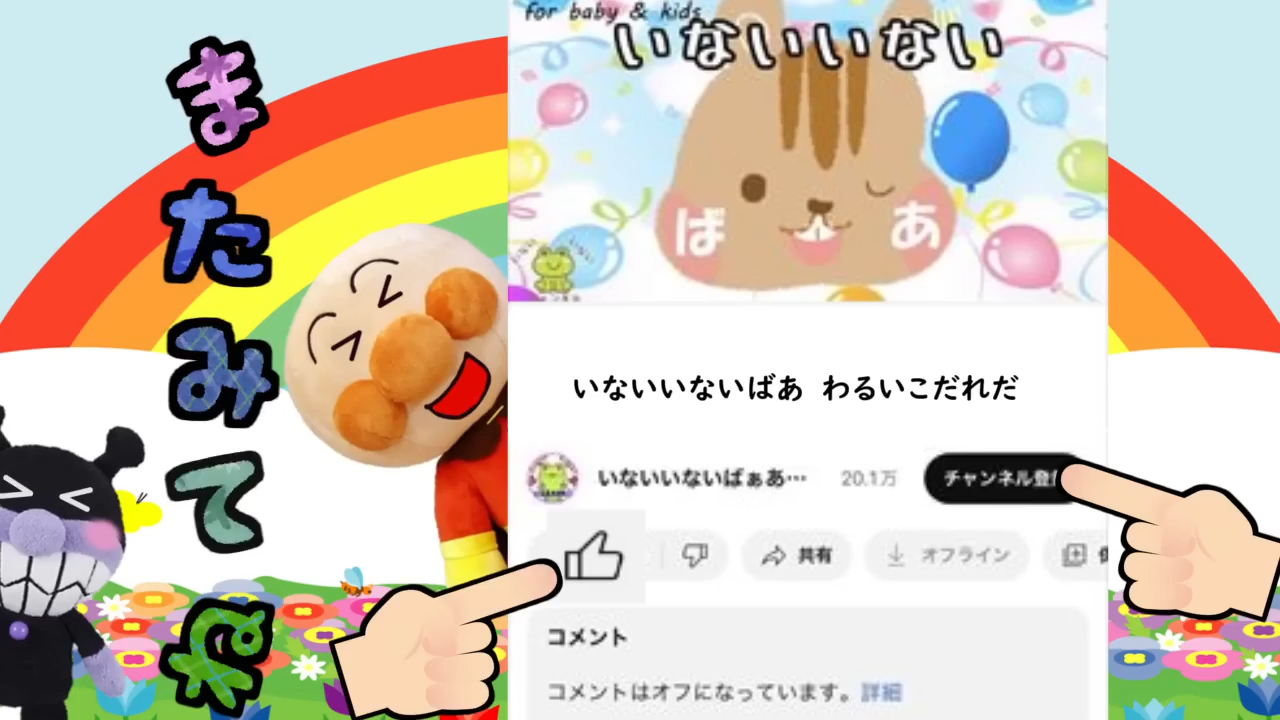 またみてね
for baby & kids
いないいない
ば あ
いないいないばあ わるいこだれだ
いないいないばぁあ… 20.1万 チャンネル登
共有 オフライン
コメント
コメントはオフになっています。詳細